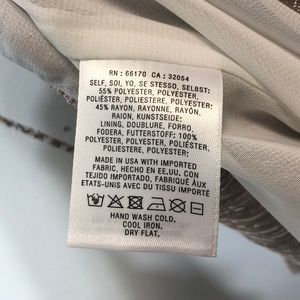 RN : 66170 CA : 32054
SELF, SOI, YO, SE STESSO, SELBST:
55% POLYESTER, POLYESTER,
POLIÉSTER, POLIESTERE, POLYESTER;
45% RAYON, RAYONNE, RAYÓN,
RAION, KUNSTSEIDE;
LINING, DOUBLURE, FORRO,
FODERA, FUTTERSTOFF: 100%
POLYESTER, POLYESTER, POLIÉSTER,
POLIESTERE, POLYESTER
MADE IN USA WITH IMPORTED
FABRIC, HECHO EN EE,UU, CON
TEJIDO IMPORTADO, FABRIQUÉ AUX
ETATS-UNIS AVEC DU TISSU IMPORTÉ
HAND WASH COLD.
COOL IRON.
DRY FLAT.